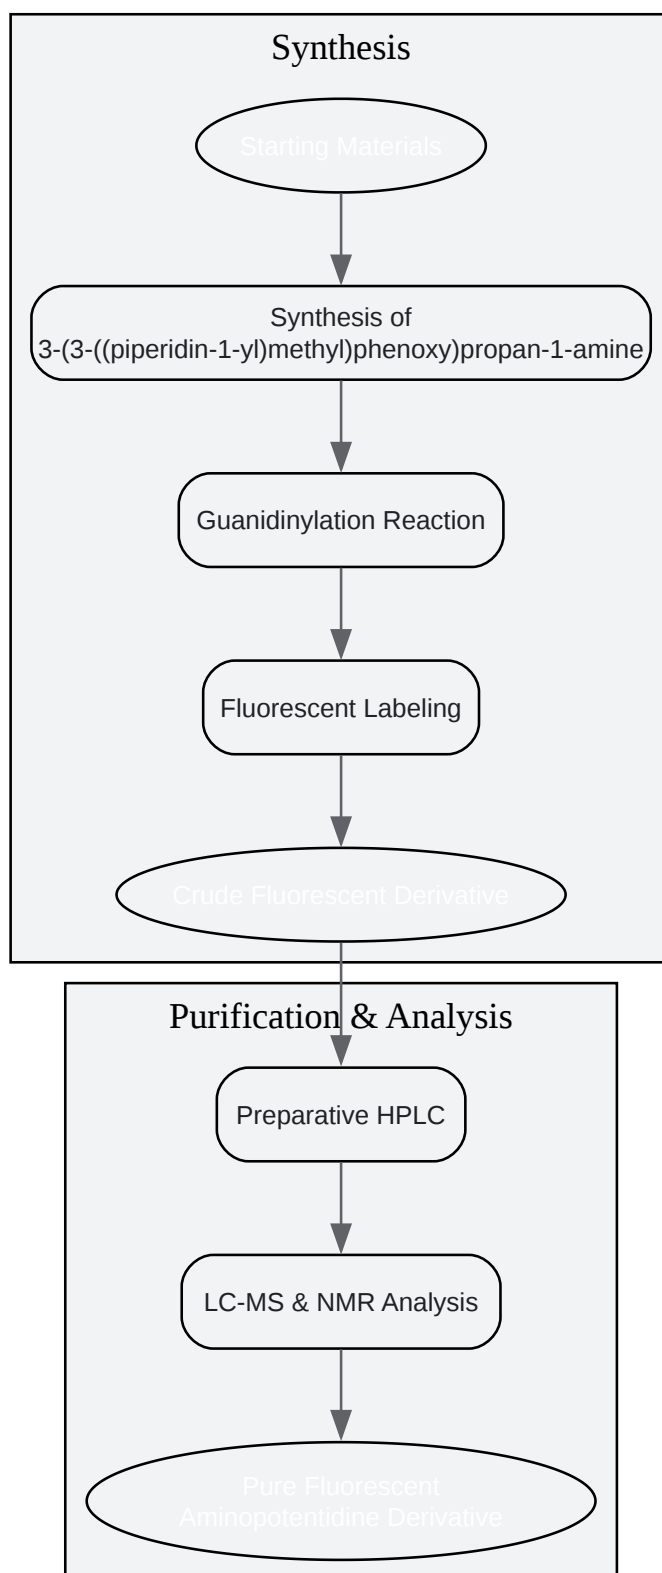 Synthesis
Starting Materials
Synthesis of
3-(3-((piperidin-1-yl)methyl)phenoxy)propan-1-amine
Guanidinylation Reaction
Fluorescent Labeling
Crude Fluorescent Derivative
Purification & Analysis
Preparative HPLC
LC-MS & NMR Analysis
Pure Fluorescent
Aminopotentidine Derivative